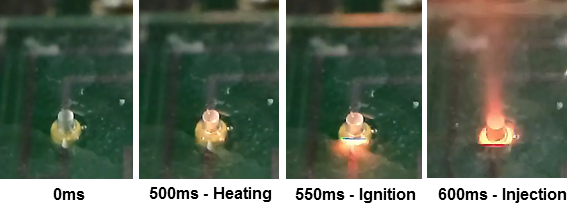 0ms
500ms - Heating
550ms - Ignition
600ms - Injection